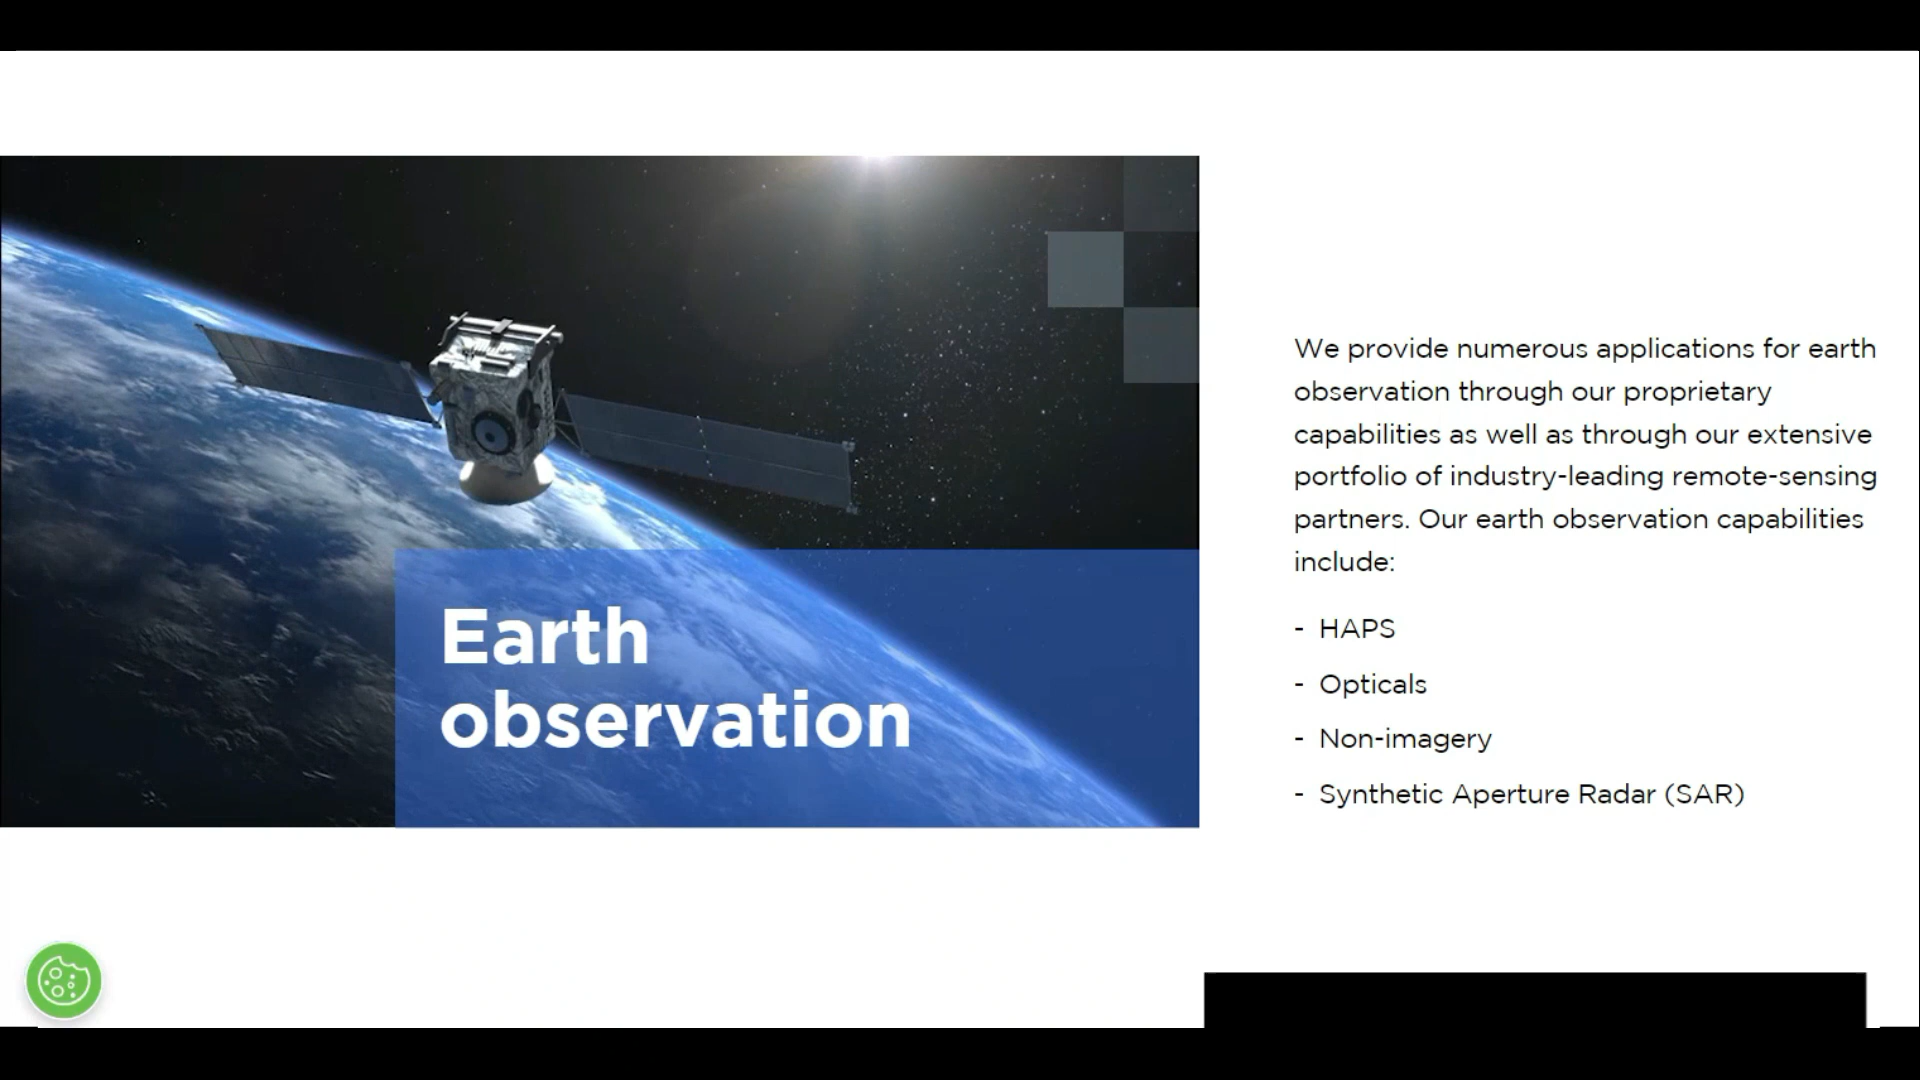 Earth
observation
We provide numerous applications for earth
observation through our proprietary
capabilities as well as through our extensive
portfolio of industry-leading remote-sensing
partners. Our earth observation capabilities
include:
- HAPS
- Opticals
- Non-imagery
- Synthetic Aperture Radar (SAR)